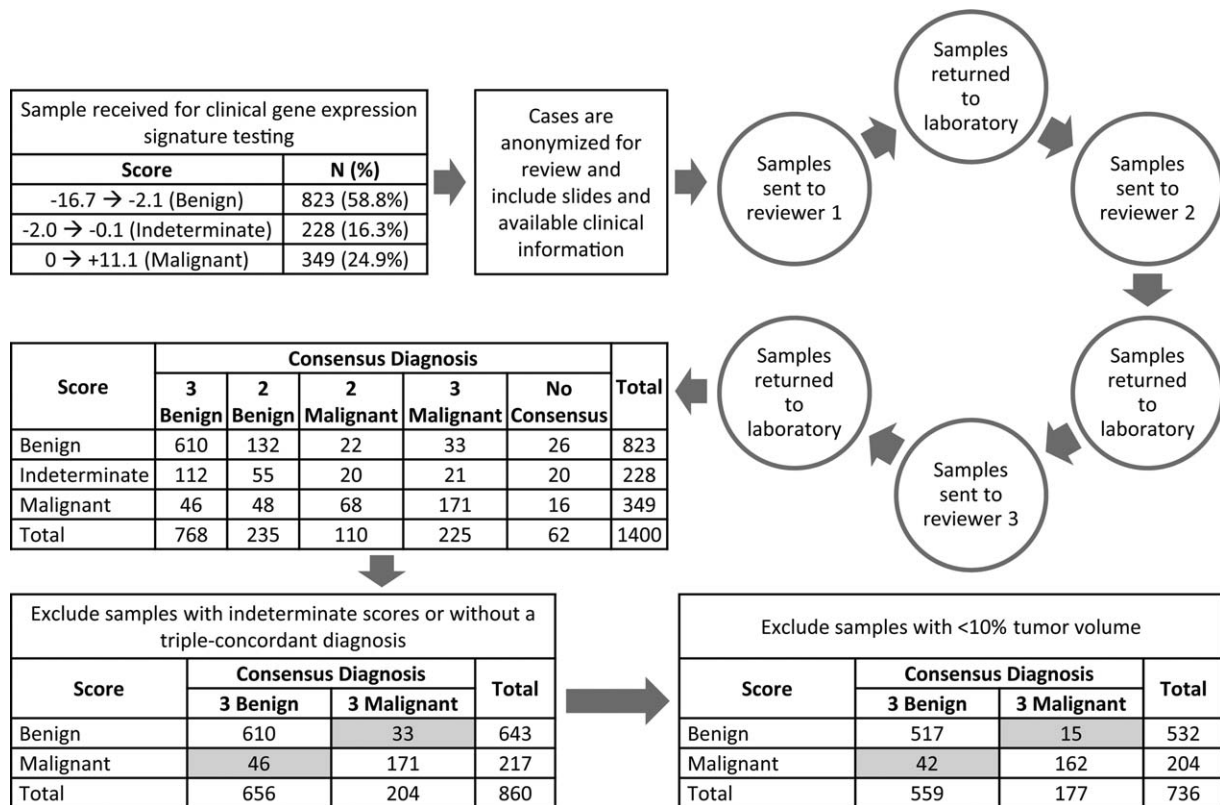 Sample received for clinical gene expression
signature testing
Score N (%)
-16.7 → -2.1 (Benign) 823 (58.8%)
-2.0 → -0.1 (Indeterminate) 228 (16.3%)
0 → +11.1 (Malignant) 349 (24.9%)
Cases are
anonymized for
review and
include slides and
available clinical
information
Samples
sent to
reviewer 1
Samples
returned
to
laboratory
Samples
sent to
reviewer 2
Samples
returned
to
laboratory
Samples
sent to
reviewer 3
Samples
returned
to
laboratory
Score Consensus Diagnosis Total
3 Benign 2 Benign 2 Malignant 3 Malignant No Consensus
Benign 610 132 22 33 26 823
Indeterminate 112 55 20 21 20 228
Malignant 46 48 68 171 16 349
Total 768 235 110 225 62 1400
Exclude samples with indeterminate scores or without a
triple-concordant diagnosis
Score Consensus Diagnosis Total
3 Benign 3 Malignant
Benign 610 33 643
Malignant 46 171 217
Total 656 204 860
Exclude samples with <10% tumor volume
Score Consensus Diagnosis Total
3 Benign 3 Malignant
Benign 517 15 532
Malignant 42 162 204
Total 559 177 736